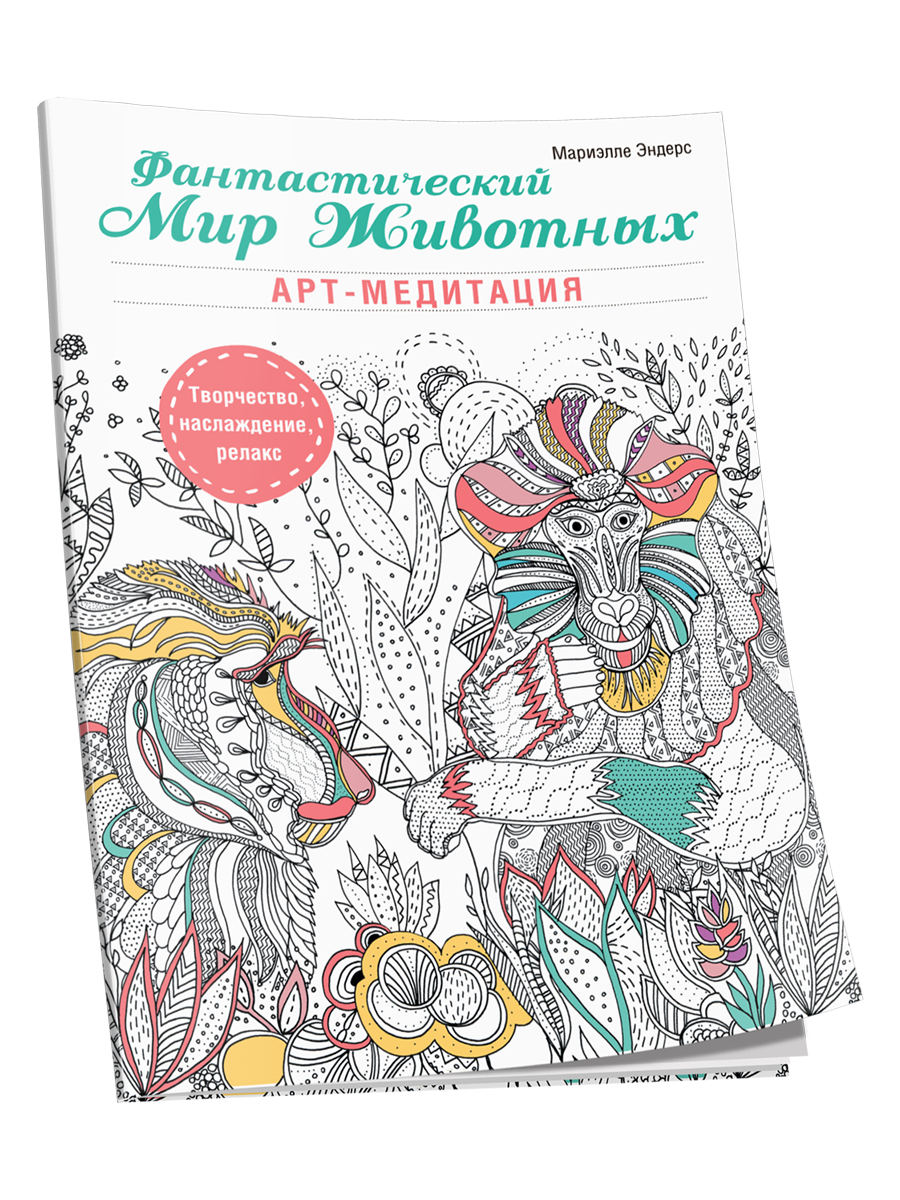 Мариэлле Эндерс
Фантастический
Мир Животных
АРТ-МЕДИТАЦИЯ
Творчество,
наслаждение,
релакс